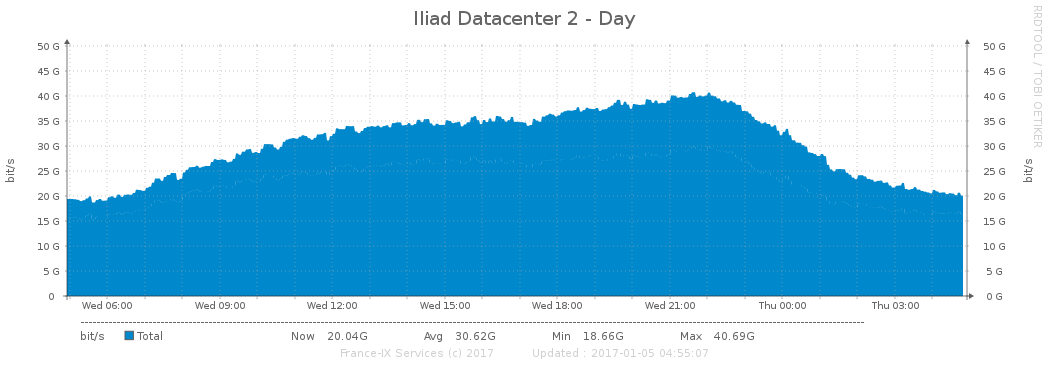 Iliad Datacenter 2 - Day
RRDTOOL / TOBI OETIKER
bit/s
50 G 50 G
45 G 45 G
40 G 40 G
35 G 35 G
30 G 30 G
25 G 25 G
20 G 20 G
15 G 15 G
10 G 10 G
5 G 5 G
0 0 G
bit/s
Wed 06:00 Wed 09:00 Wed 12:00 Wed 15:00 Wed 18:00 Wed 21:00 Thu 00:00 Thu 03:00
bit/s Total Now 20.04G Avg 30.62G Min 18.66G Max 40.69G
France-IX Services (c) 2017 Updated : 2017-01-05 04:55:07